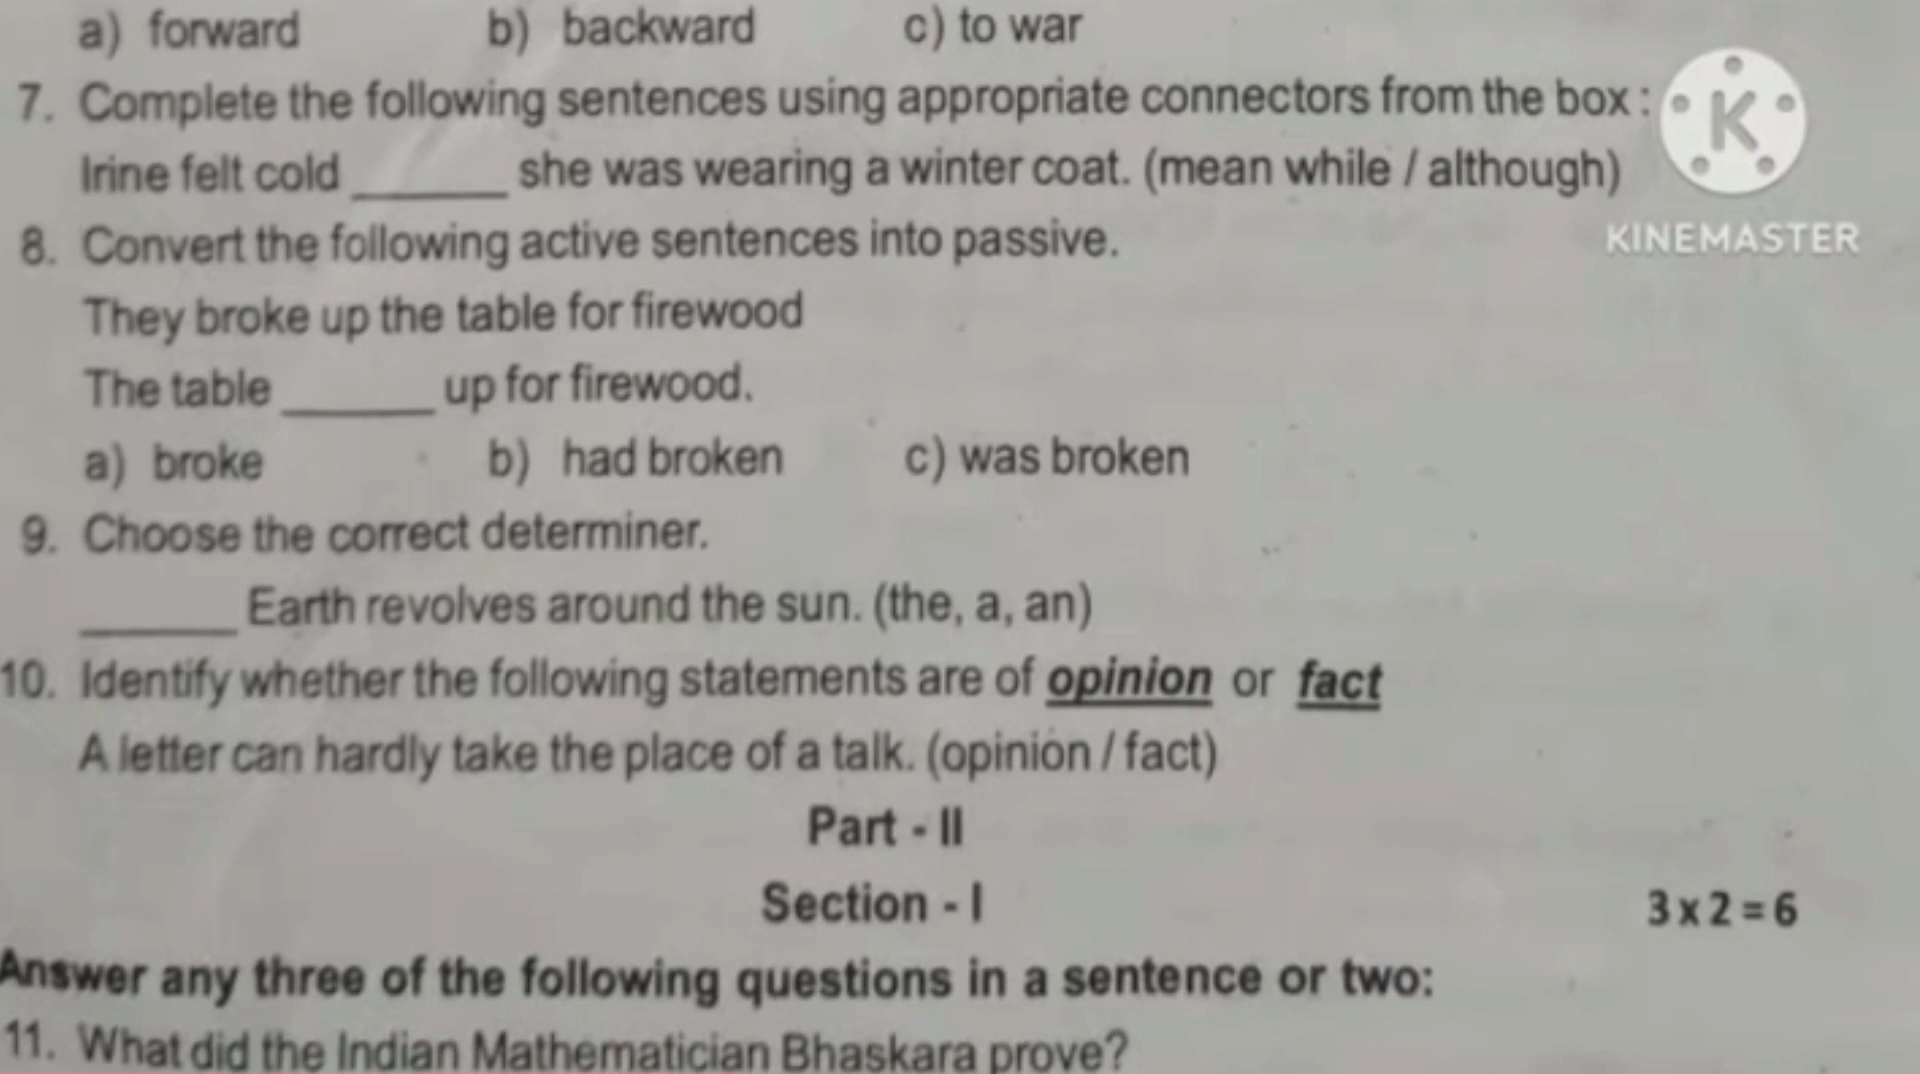 a) forward b) backward c) to war
7. Complete the following sentences using appropriate connectors from the box :
Irine felt cold ______ she was wearing a winter coat. (mean while / although)
K
KINEMASTER
8. Convert the following active sentences into passive.
They broke up the table for firewood
The table ______ up for firewood.
a) broke b) had broken c) was broken
9. Choose the correct determiner.
______ Earth revolves around the sun. (the, a, an)
10. Identify whether the following statements are of opinion or fact
A letter can hardly take the place of a talk. (opinion / fact)
Part - II
Section - I 3 x 2 = 6
Answer any three of the following questions in a sentence or two:
11. What did the Indian Mathematician Bhaskara prove?